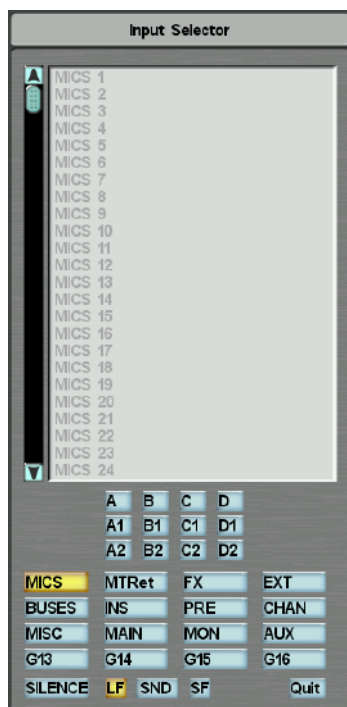 Input Selector
MICS 1
MICS 2
MICS 3
MICS 4
MICS 5
MICS 6
MICS 7
MICS 8
MICS 9
MICS 10
MICS 11
MICS 12
MICS 13
MICS 14
MICS 15
MICS 16
MICS 17
MICS 18
MICS 19
MICS 20
MICS 21
MICS 22
MICS 23
MICS 24
A B C D
A1 B1 C1 D1
A2 B2 C2 D2
MICS MTRet FX EXT
BUSES INS PRE CHAN
MISC MAIN MON AUX
G13 G14 G15 G16
SILENCE LF SND SF Quit